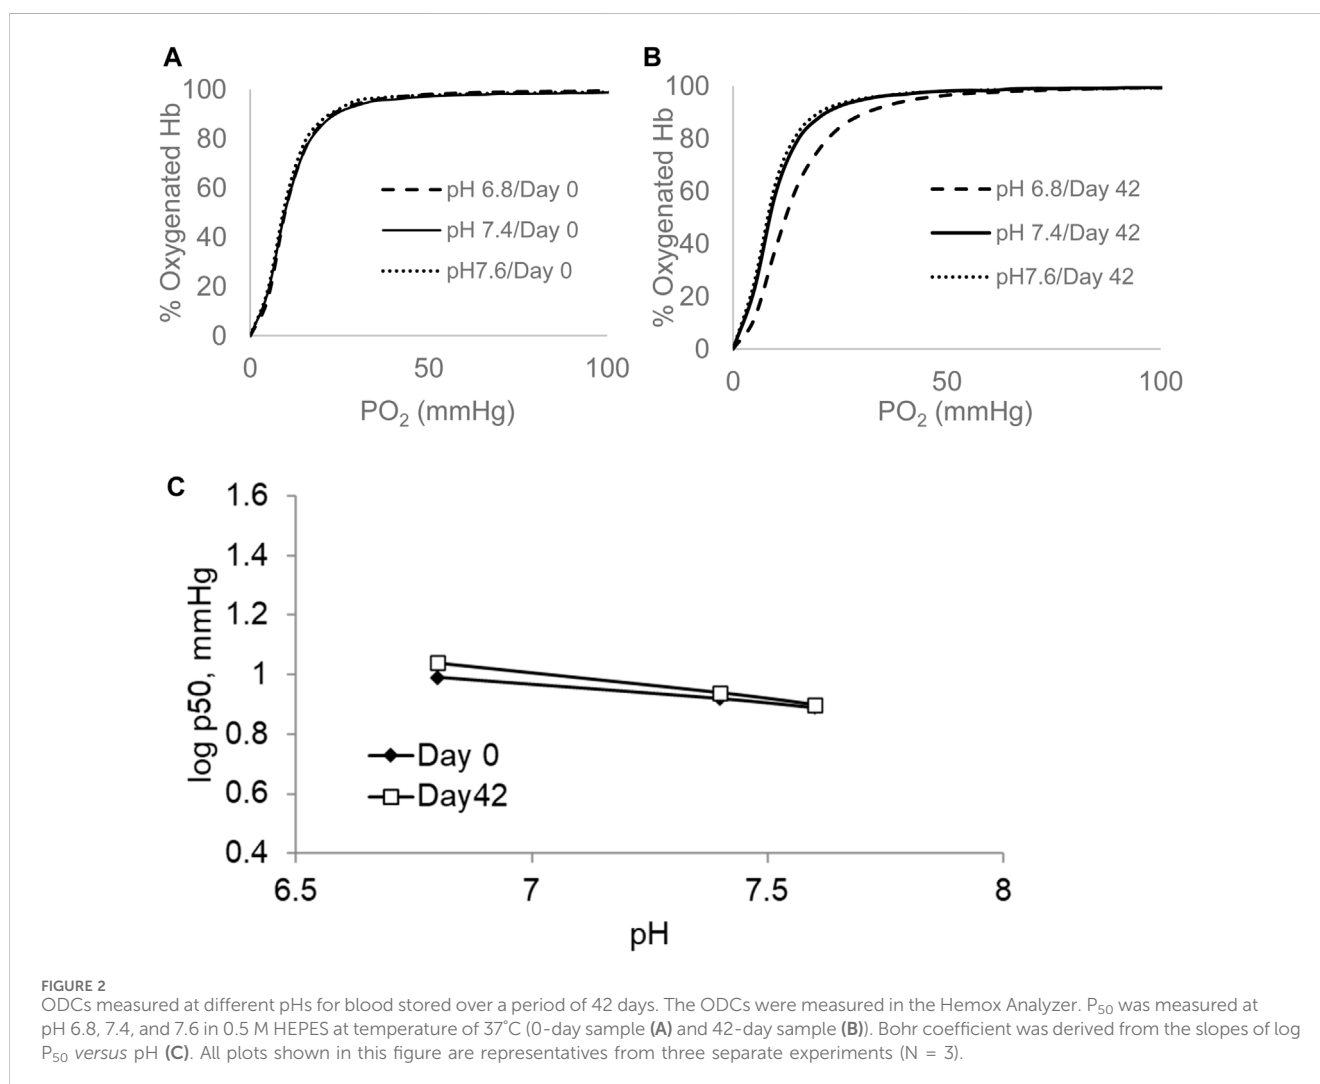 A
% Oxygenated Hb
100
80
60
40
20
0
0
50
100
PO2 (mmHg)
pH 6.8/Day 0
pH 7.4/Day 0
pH7.6/Day 0
B
% Oxygenated Hb
100
80
60
40
20
0
0
50
100
PO2 (mmHg)
pH 6.8/Day 42
pH 7.4/Day 42
pH7.6/Day 42
C
log p50, mmHg
1.6
1.4
1.2
1
0.8
0.6
0.4
6.5
7
7.5
8
pH
Day 0
Day42
FIGURE 2
ODCs measured at different pHs for blood stored over a period of 42 days. The ODCs were measured in the Hemox Analyzer. P50 was measured at
pH 6.8, 7.4, and 7.6 in 0.5 M HEPES at temperature of 37°C (0-day sample (A) and 42-day sample (B)). Bohr coefficient was derived from the slopes of log
P50 versus pH (C). All plots shown in this figure are representatives from three separate experiments (N = 3).